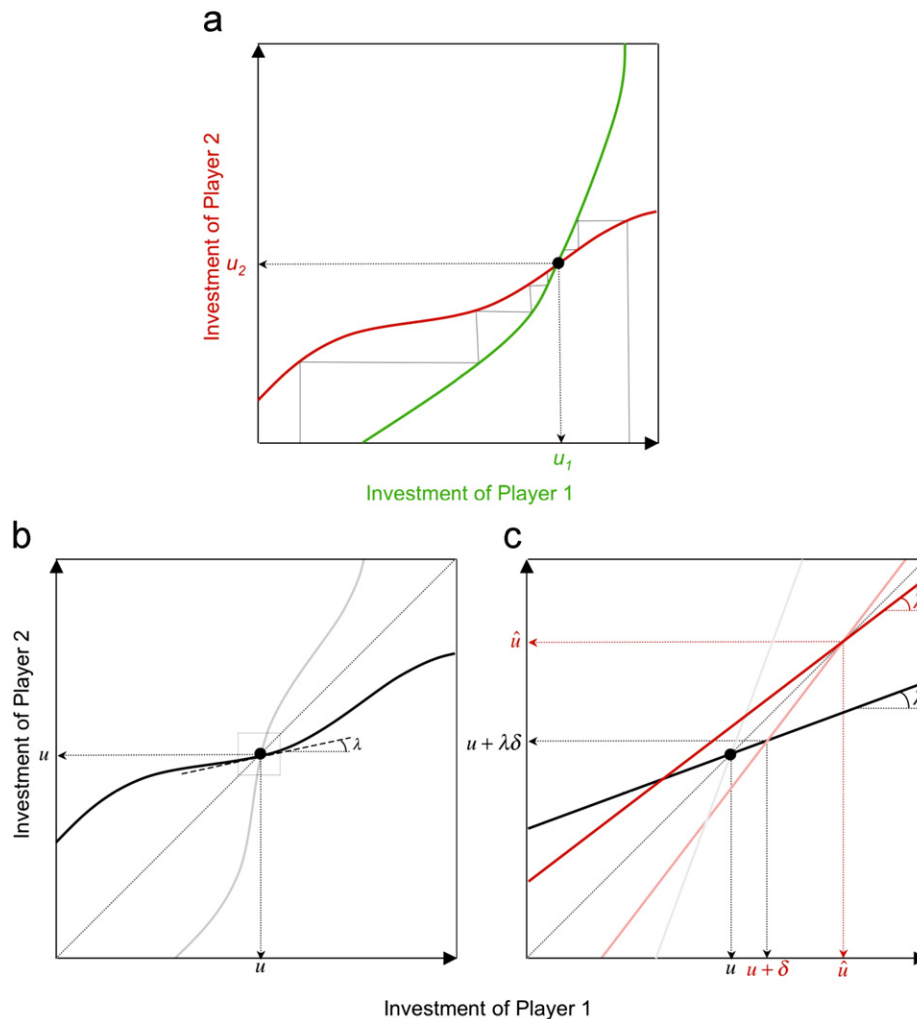 a
Investment of Player 2
u2
u1
Investment of Player 1
b
c
Investment of Player 2
u
λ
u
û
u + λδ
λ
λ
u
u + δ
û
Investment of Player 1